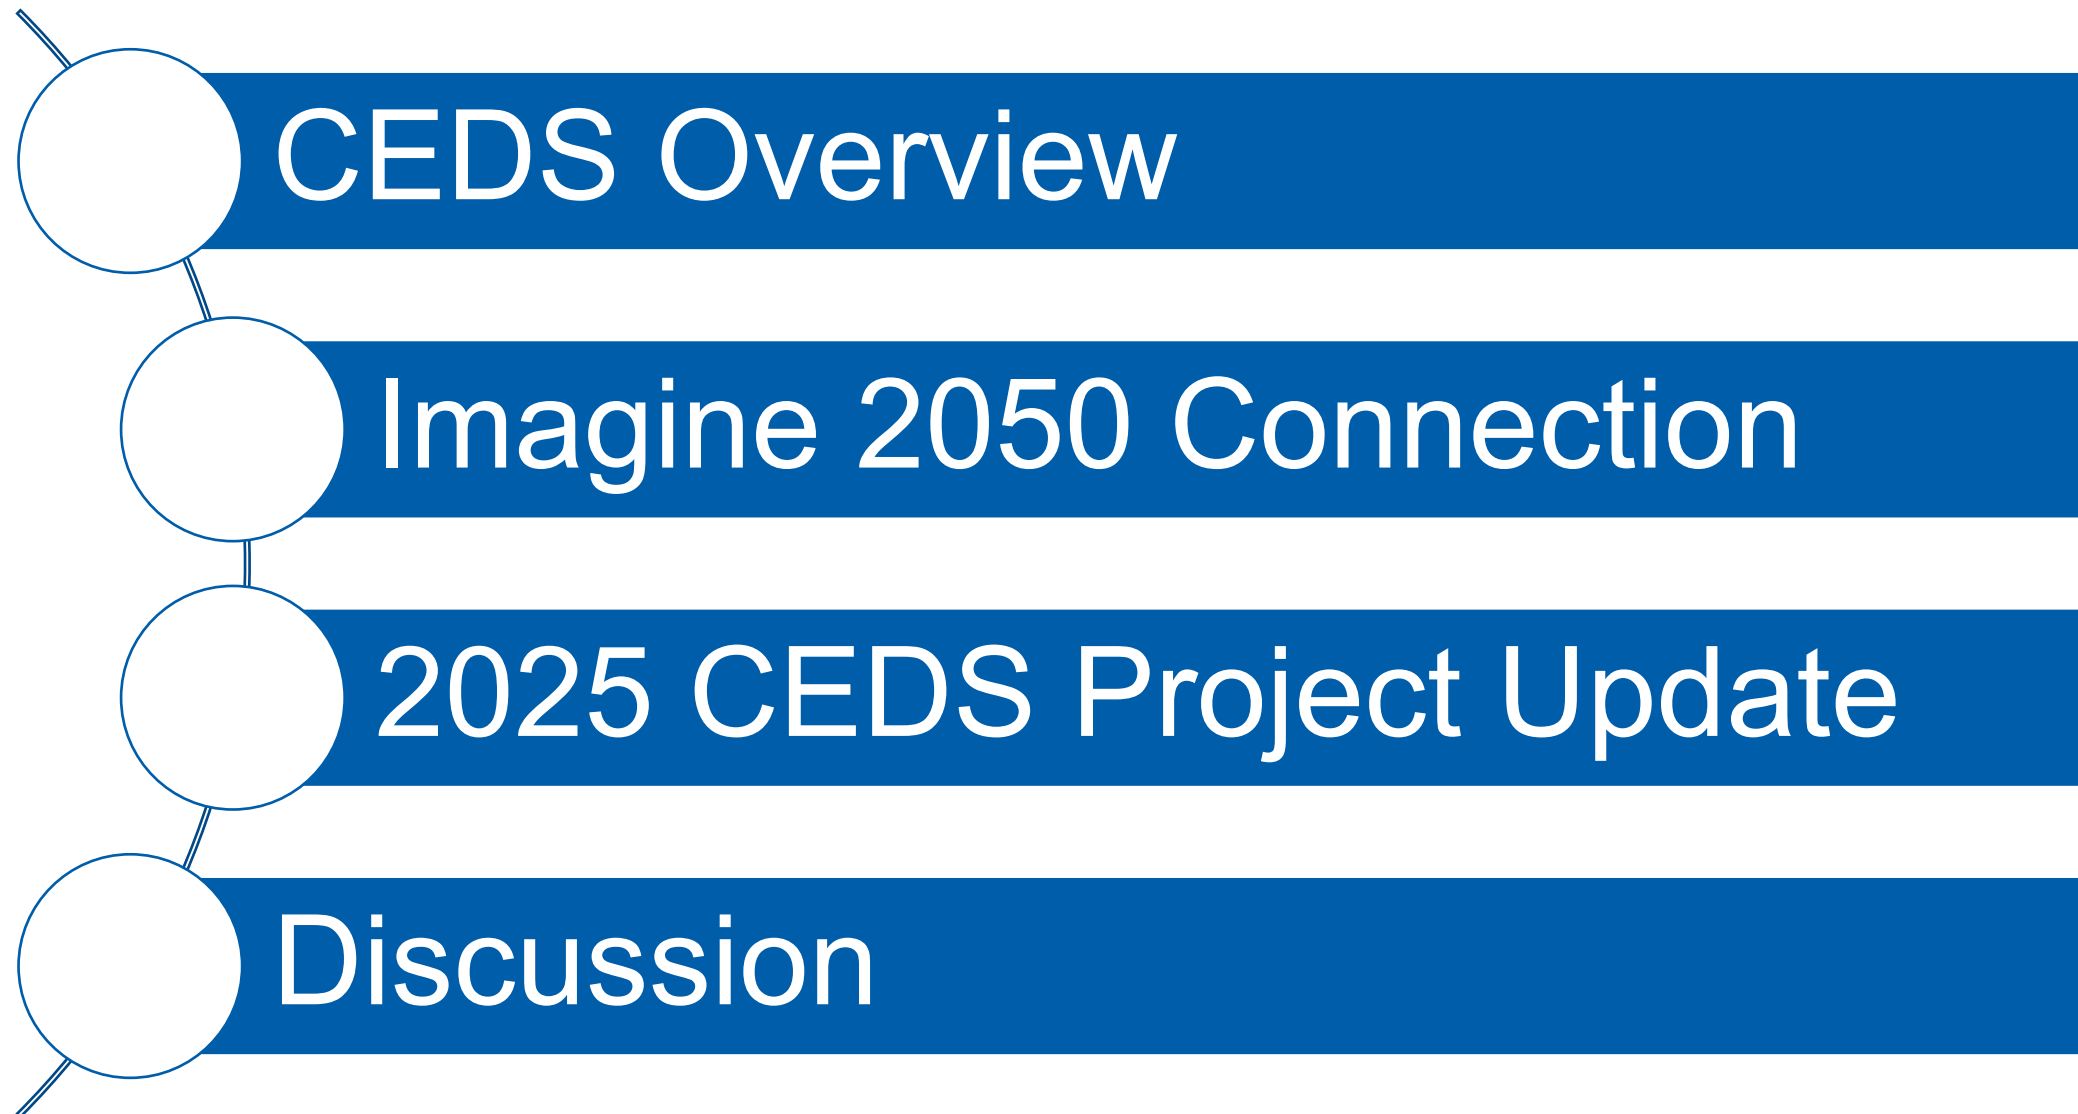 CEDS Overview
Imagine 2050 Connection
2025 CEDS Project Update
Discussion